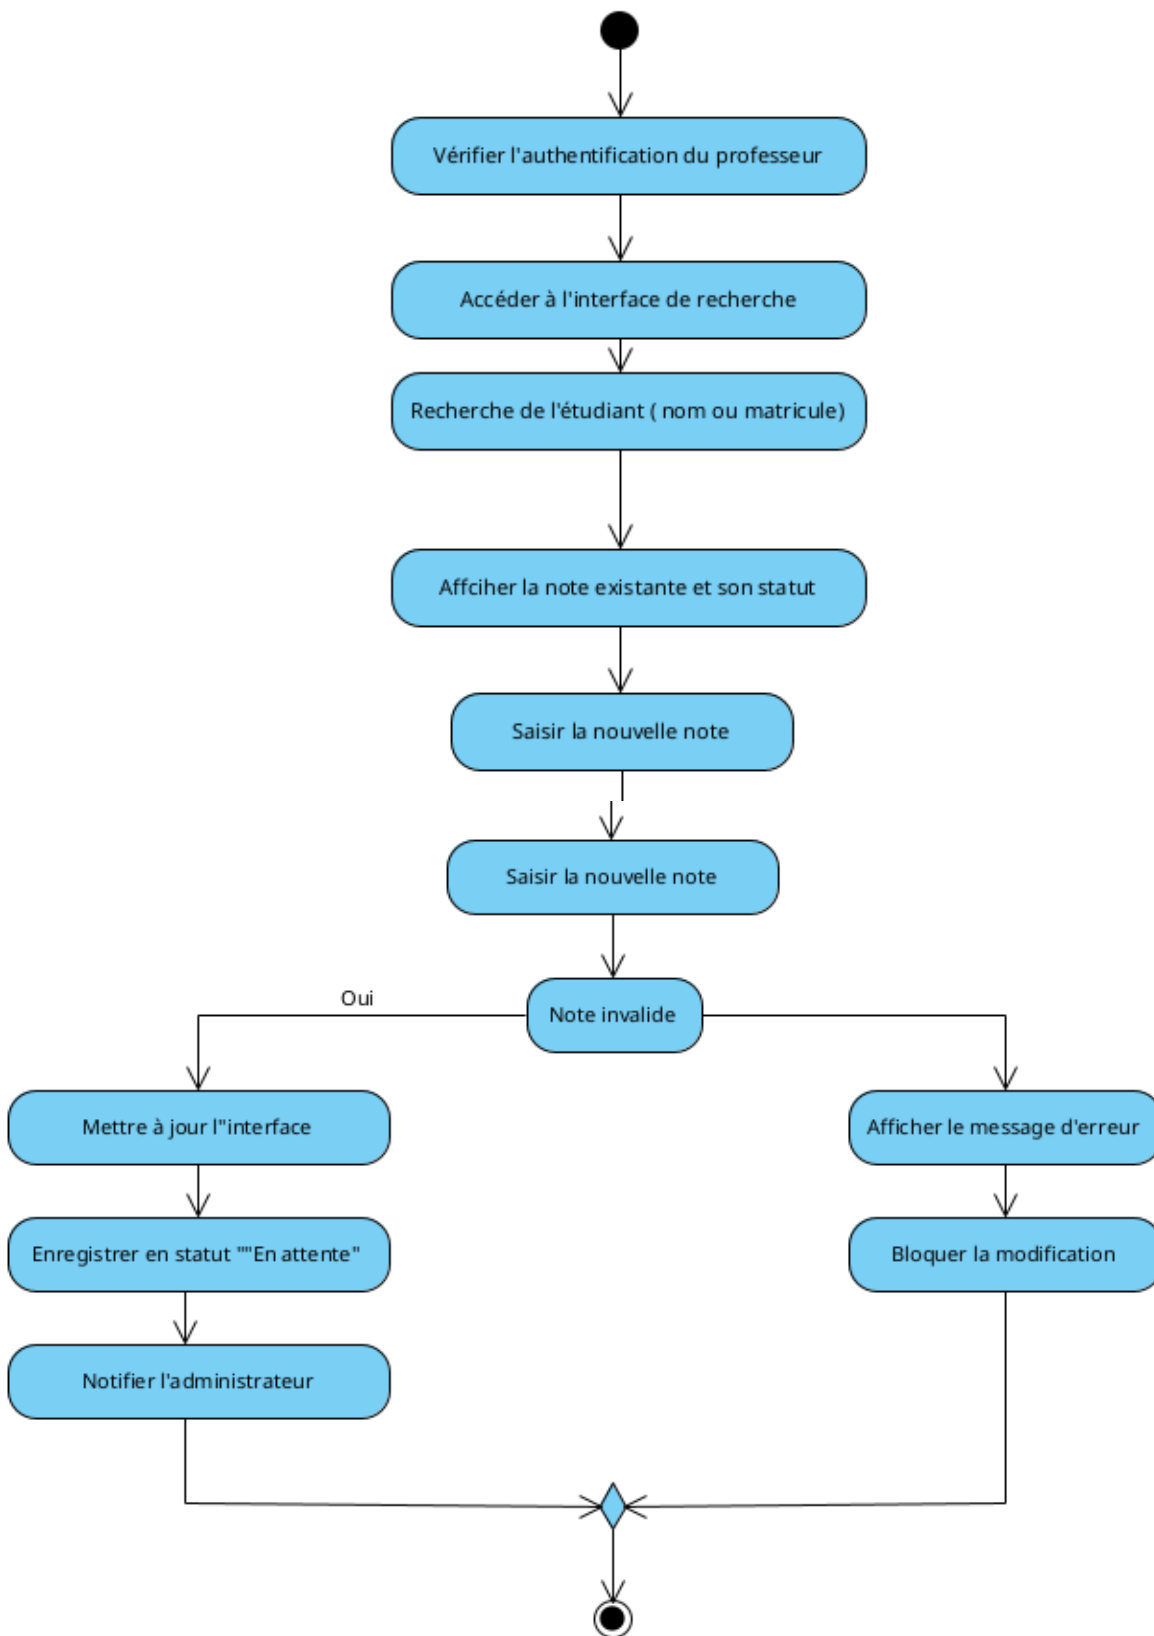 Vérifier l'authentification du professeur
Accéder à l'interface de recherche
Recherche de l'étudiant ( nom ou matricule)
Affciher la note existante et son statut
Saisir la nouvelle note
Saisir la nouvelle note
Oui
Note invalide
Mettre à jour l"interface
Afficher le message d'erreur
Enregistrer en statut ""En attente"
Bloquer la modification
Notifier l'administrateur